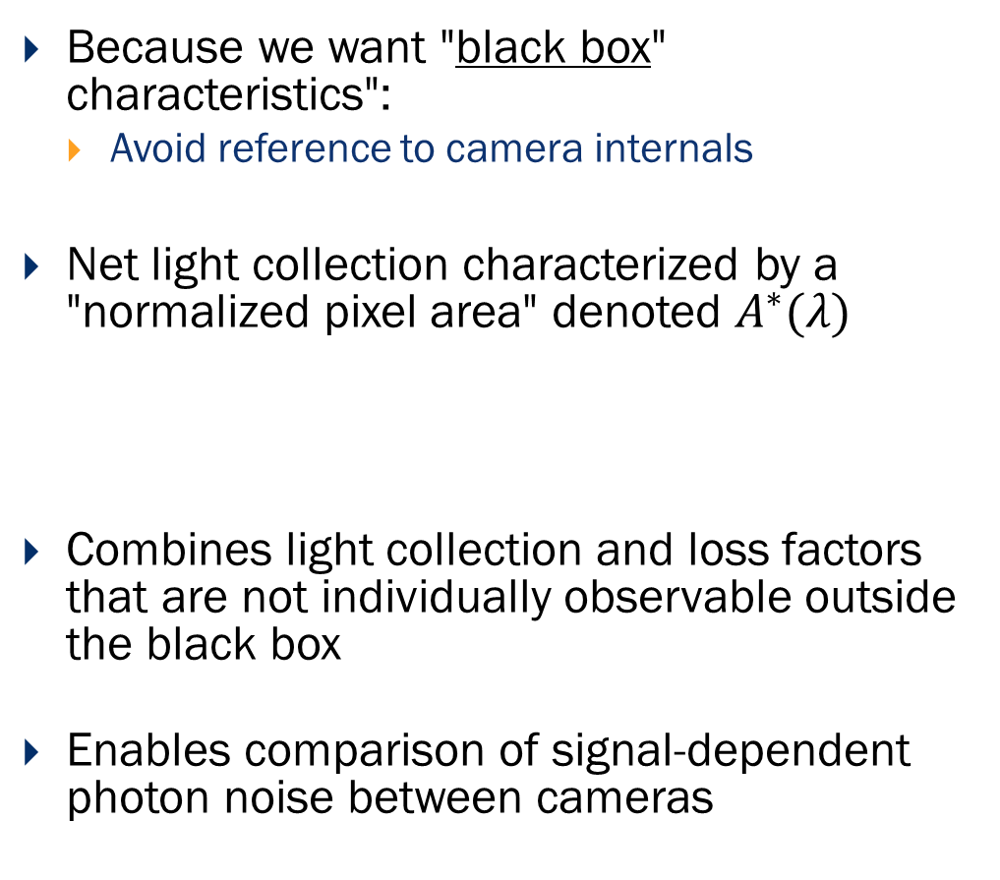 Because we want "black box"
characteristics":
Avoid reference to camera internals
Net light collection characterized by a
"normalized pixel area" denoted 𝐴*(𝜆)
Combines light collection and loss factors
that are not individually observable outside
the black box
Enables comparison of signal-dependent
photon noise between cameras